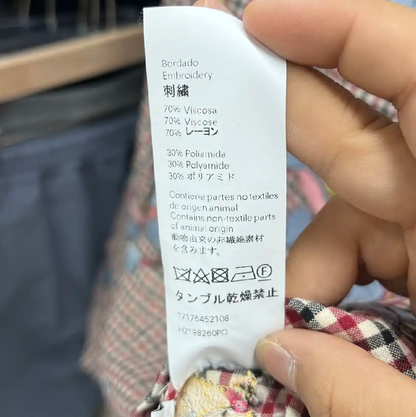 Bordado
Embroidery
刺繍
70% Viscosa
70% Viscose
70% レーヨン
30% Poliamida
30% Polyamide
30% ポリアミド
Contiene partes no textiles
de origen animal
Contains non-textile parts
of animal origin
動物由来の非繊維素材
を含みます。
タンブル乾燥禁止
17176452108
H2198260PO